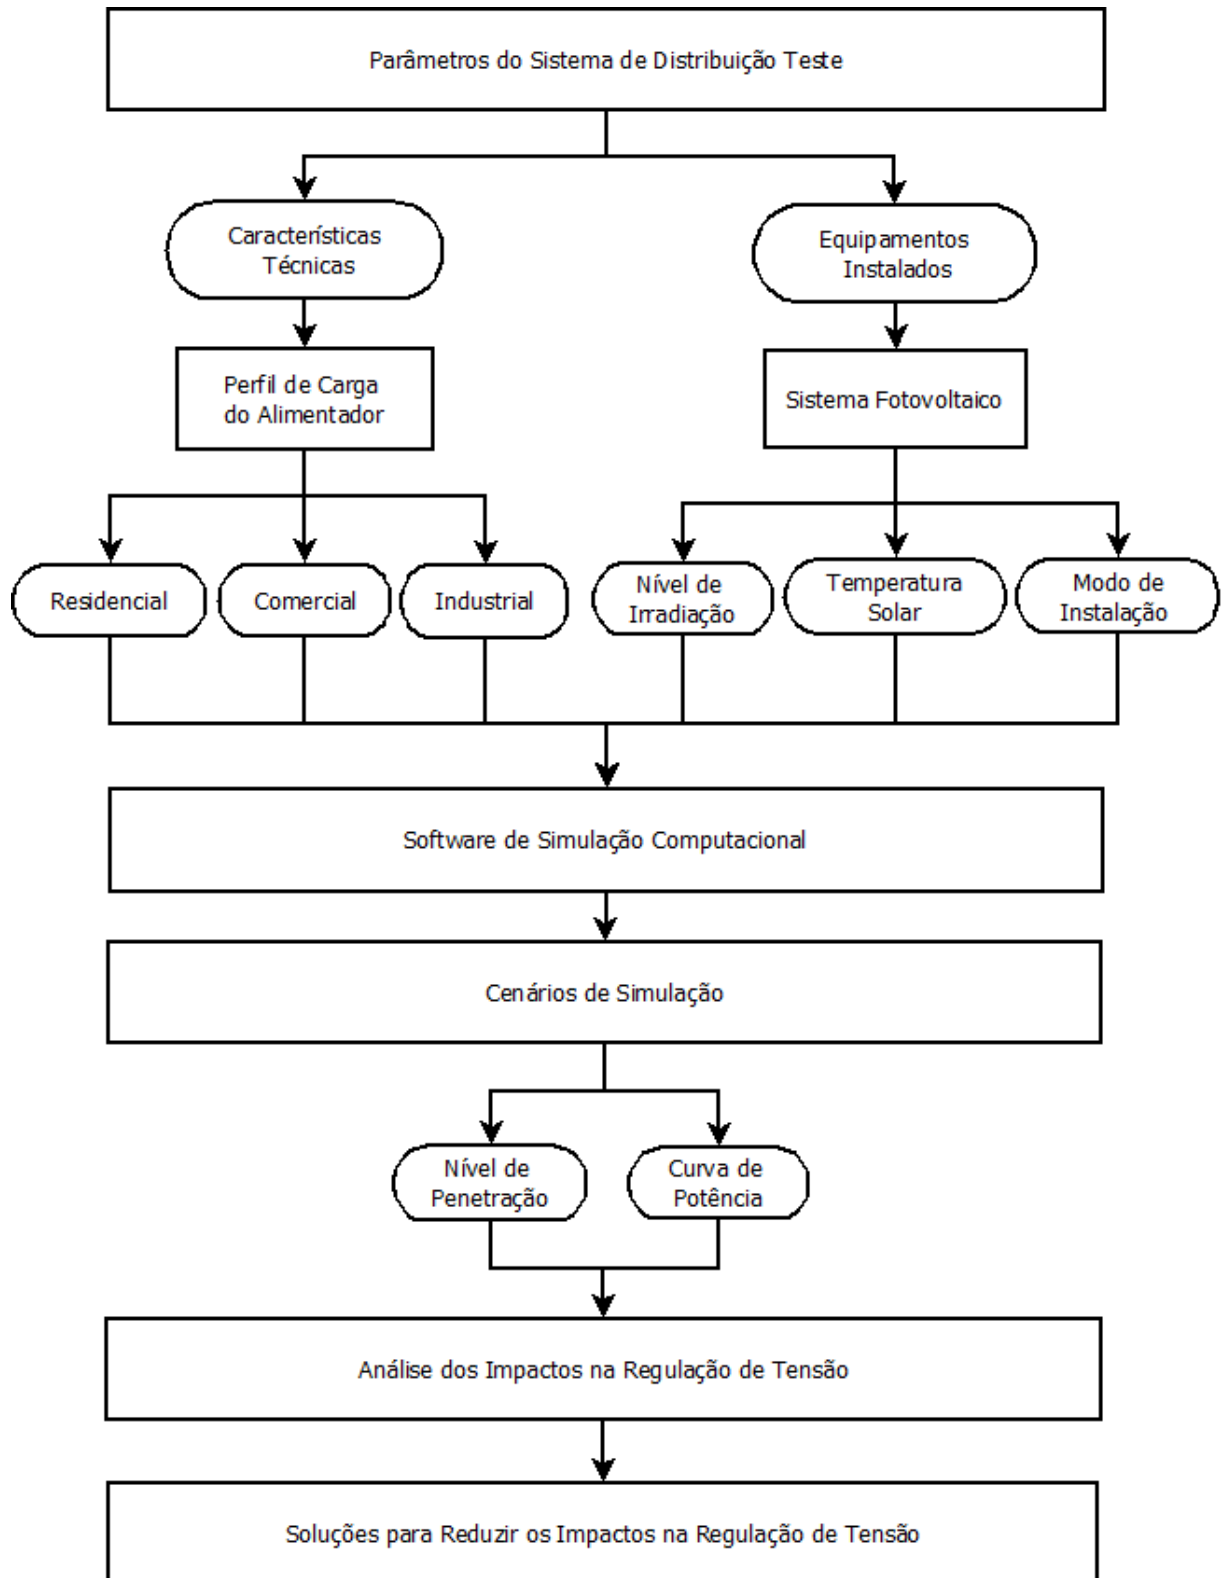 Parâmetros do Sistema de Distribuição Teste
Características
Técnicas
Equipamentos
Instalados
Perfil de Carga
do Alimentador
Sistema Fotovoltaico
Residencial
Comercial
Industrial
Nível de
Irradiação
Temperatura
Solar
Modo de
Instalação
Software de Simulação Computacional
Cenários de Simulação
Nível de
Penetração
Curva de
Potência
Análise dos Impactos na Regulação de Tensão
Soluções para Reduzir os Impactos na Regulação de Tensão